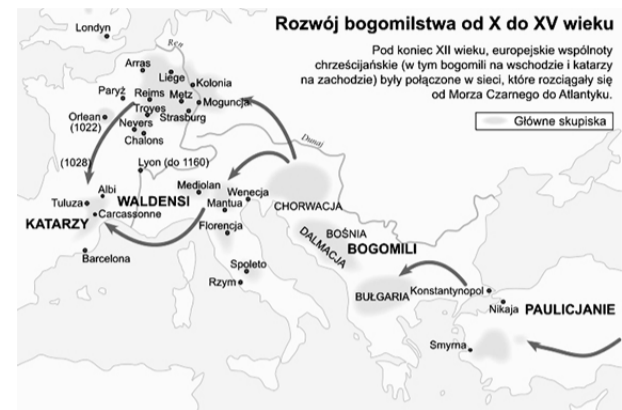 Rozwój bogomilstwa od X do XV wieku
Pod koniec XII wieku, europejskie wspólnoty
chrześcijańskie (w tym bogomili na wschodzie i katarzy
na zachodzie) były połączone w sieci, które rozciągały się
od Morza Czarnego do Atlantyku.
Główne skupiska
Londyn
Ren
Arras
Liege
Kolonia
Paryż
Reims
Metz
Moguncja
Troyes
Strasburg
Orlean
(1022)
Nevers
Chalons
Dunaj
(1028)
Lyon (do 1160)
Albi
Mediolan
Wenecja
Tuluza
WALDENSI
Mantua
CHORWACJA
Carcassonne
KATARZY
Florencja
BOŚNIA
DALMACJA
BOGOMILI
Barcelona
Spoleto
Rzym
BUŁGARIA
Konstantynopol
Nikaja
PAULICJANIE
Smyrna